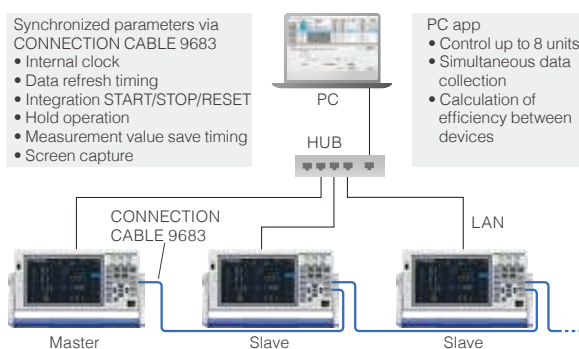 Synchronized parameters via
CONNECTION CABLE 9683
• Internal clock
• Data refresh timing
• Integration START/STOP/RESET
• Hold operation
• Measurement value save timing
• Screen capture
PC app
• Control up to 8 units
• Simultaneous data
collection
• Calculation of
efficiency between
devices
PC
HUB
CONNECTION
CABLE 9683
LAN
Master
Slave
Slave